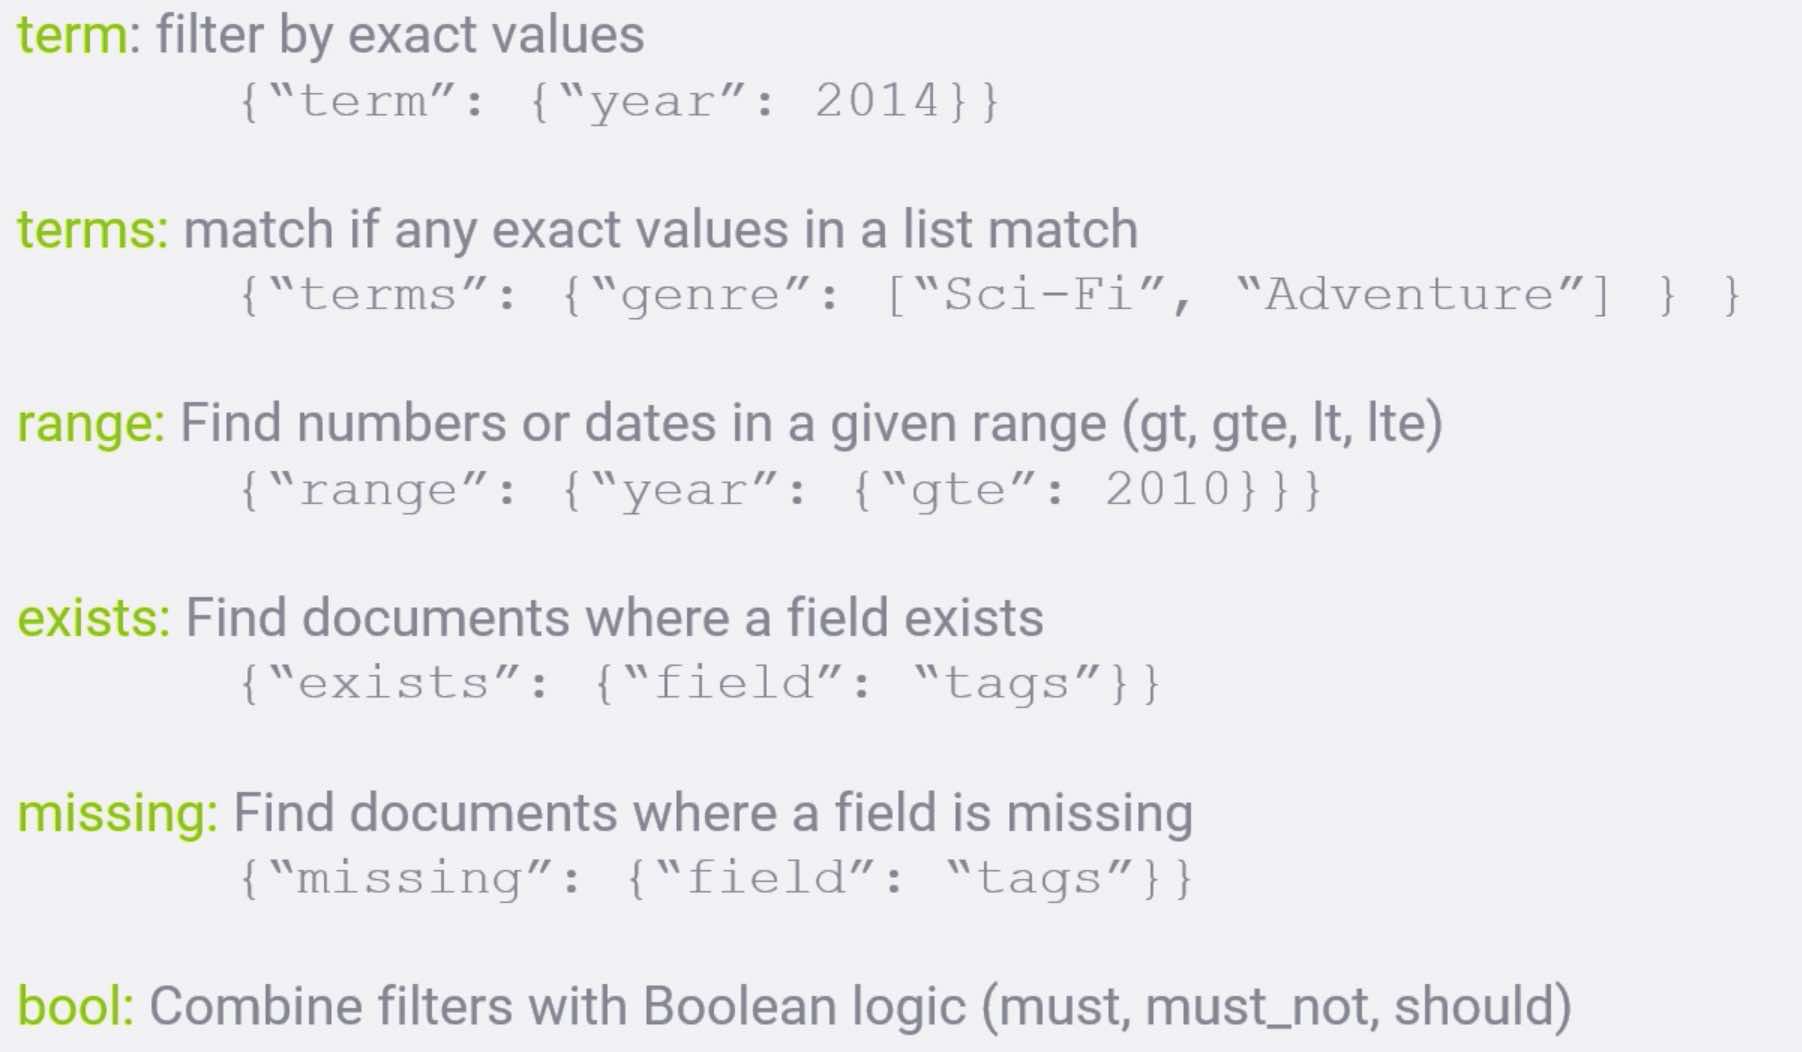 term: filter by exact values
{“term”: {“year”: 2014}}
terms: match if any exact values in a list match
{“terms”: {“genre”: [“Sci-Fi”, “Adventure”] } }
range: Find numbers or dates in a given range (gt, gte, lt, lte)
{“range”: {“year”: {“gte”: 2010}}}
exists: Find documents where a field exists
{“exists”: {“field”: “tags”}}
missing: Find documents where a field is missing
{“missing”: {“field”: “tags”}}
bool: Combine filters with Boolean logic (must, must_not, should)